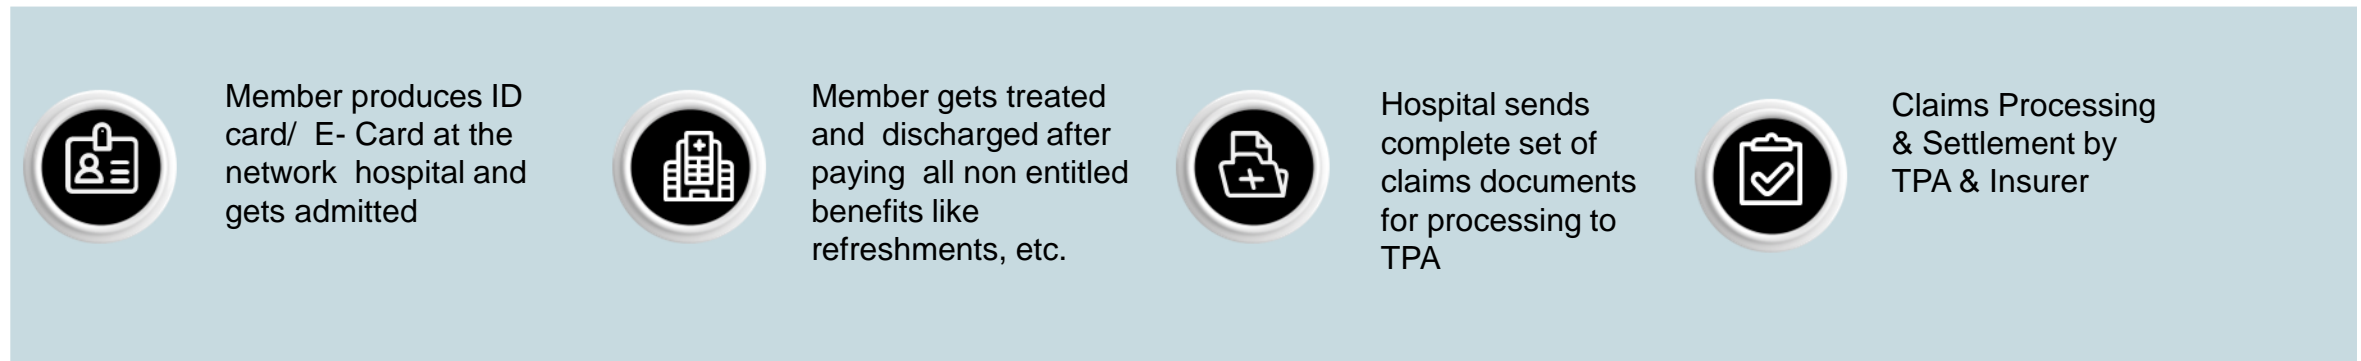 Member produces ID
card/ E- Card at the
network hospital and
gets admitted
Member gets treated
and discharged after
paying all non entitled
benefits like
refreshments, etc.
Hospital sends
complete set of
claims documents
for processing to
TPA
Claims Processing
& Settlement by
TPA & Insurer